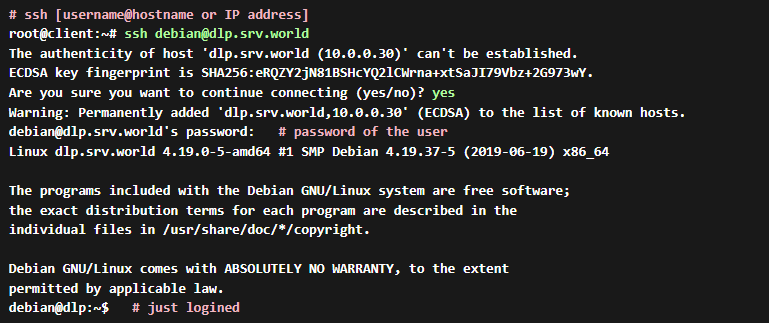 # ssh [username@hostname or IP address]
root@client:~# ssh debian@dlp.srv.world
The authenticity of host 'dlp.srv.world (10.0.0.30)' can't be established.
ECDSA key fingerprint is SHA256:eRQZY2jN81BSHcYQ2lCWrna+xtSaJI79Vbz+2G973wY.
Are you sure you want to continue connecting (yes/no)? yes
Warning: Permanently added 'dlp.srv.world,10.0.0.30' (ECDSA) to the list of known hosts.
debian@dlp.srv.world's password:   # password of the user
Linux dlp.srv.world 4.19.0-5-amd64 #1 SMP Debian 4.19.37-5 (2019-06-19) x86_64
The programs included with the Debian GNU/Linux system are free software;
the exact distribution terms for each program are described in the
individual files in /usr/share/doc/*/copyright.
Debian GNU/Linux comes with ABSOLUTELY NO WARRANTY, to the extent
permitted by applicable law.
debian@dlp:~$   # just logined